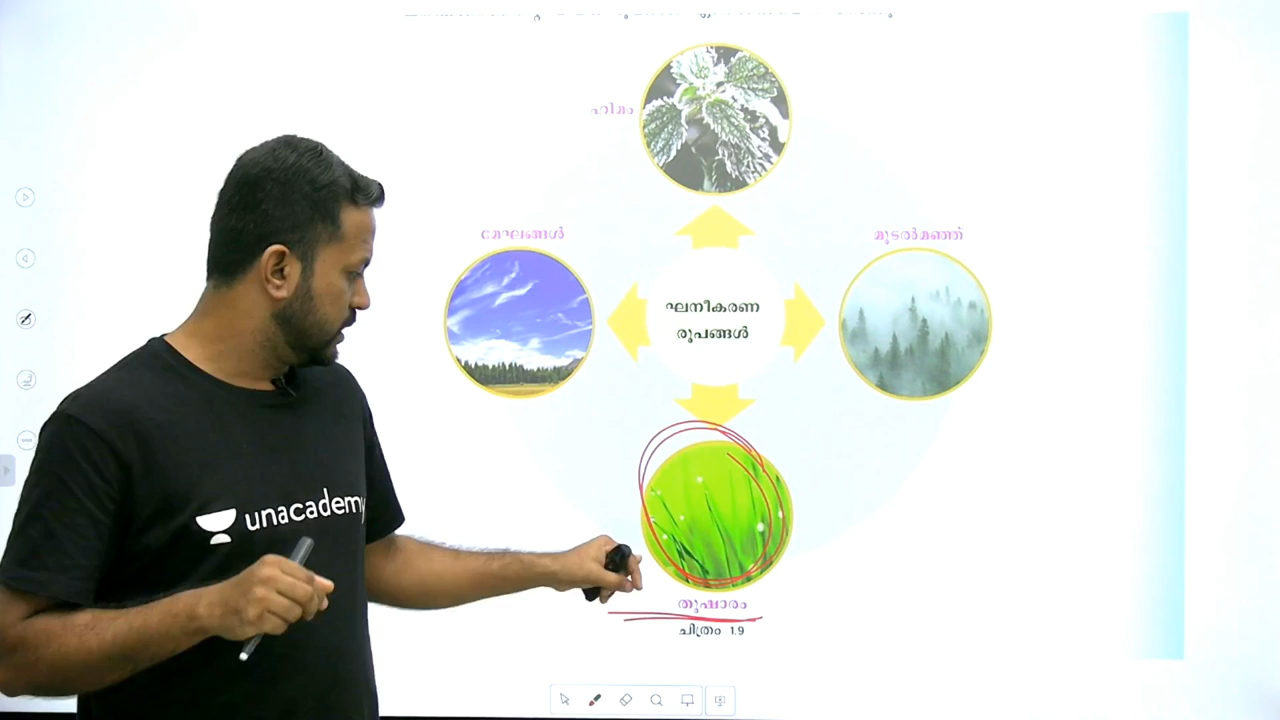 ഹിമം
മേഘങ്ങൾ
മൂടൽമഞ്ഞ്
ഘനീകരണ
രൂപങ്ങൾ
unacademy
തുഷാരം
ചിത്രം 1.9